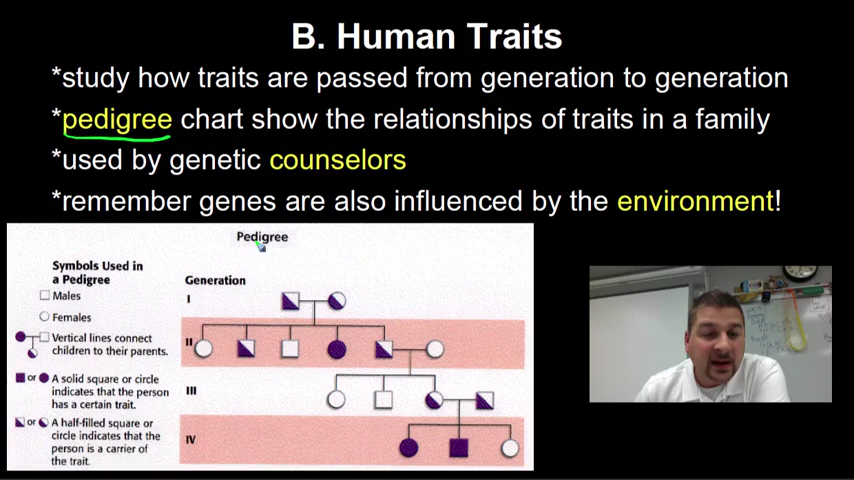 B. Human Traits
*study how traits are passed from generation to generation
*pedigree chart show the relationships of traits in a family
*used by genetic counselors
*remember genes are also influenced by the environment!
Pedigree
Symbols Used in
a Pedigree
Males
Females
Vertical lines connect
children to their parents.
or A solid square or circle
indicates that the person
has a certain trait.
or A half-filled square or
circle indicates that the
person is a carrier of
the trait.
Generation
I
II
III
IV